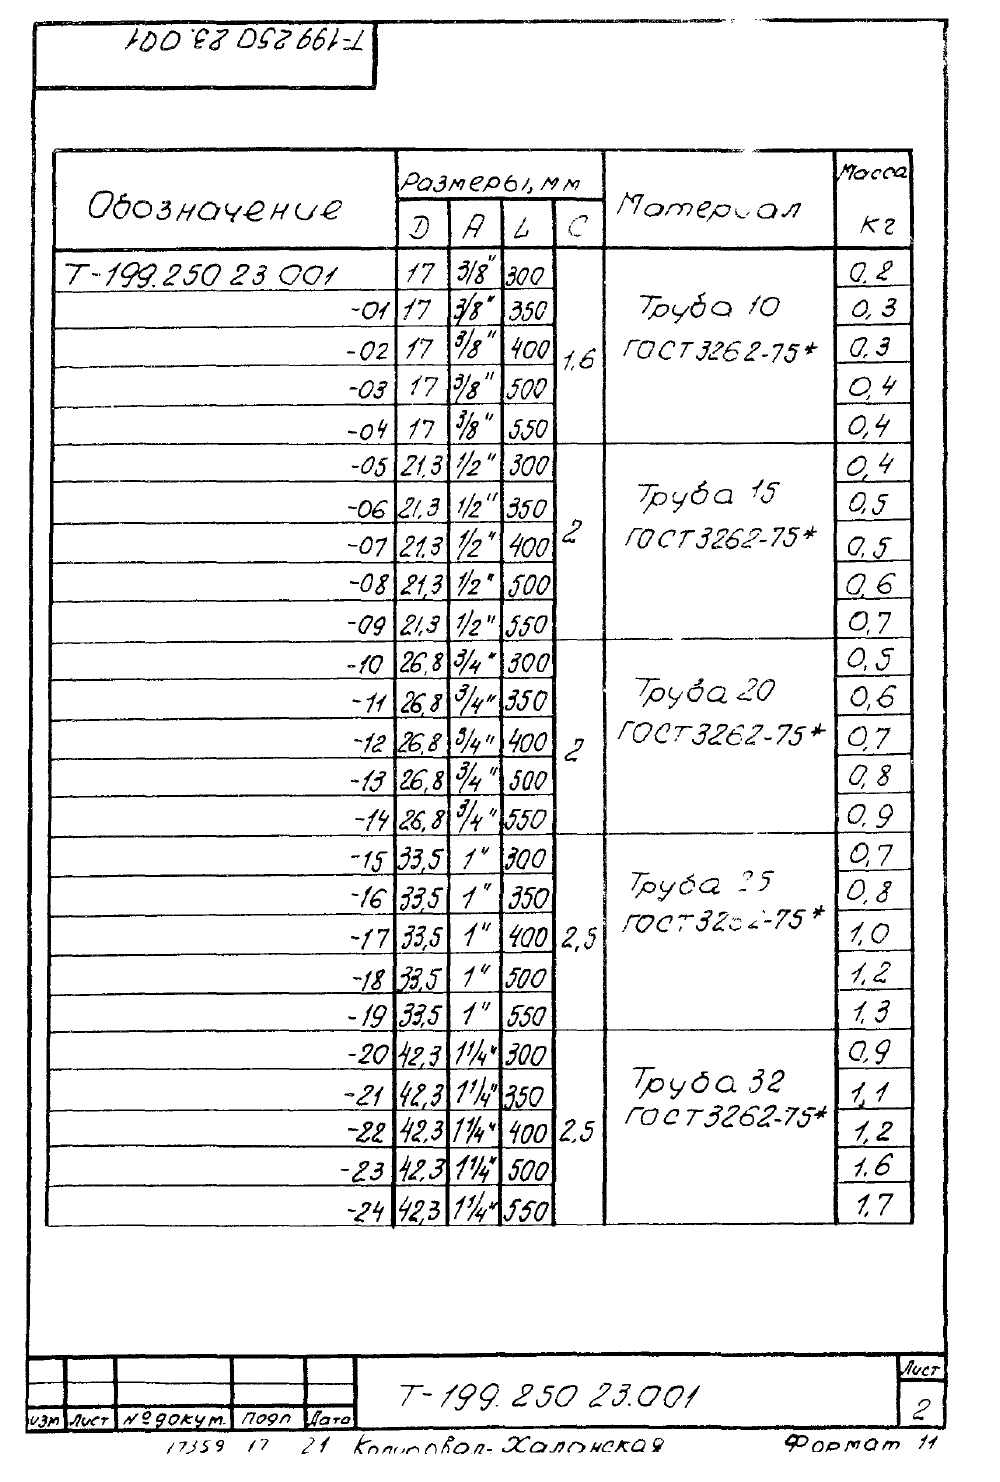 Т-199 250 23.001
Обозначение Размеры, мм Материал Масса кг
D A L C
Т-199.250 23 001 17 3/8" 300 0,2
-01 17 3/8" 350 Труба 10 0,3
-02 17 3/8" 400 1,6 ГОСТ 3262-75* 0,3
-03 17 3/8" 500 0,4
-04 17 3/8" 550 0,4
-05 21,3 1/2" 300 0,4
-06 21,3 1/2" 350 Труба 15 0,5
-07 21,3 1/2" 400 2 ГОСТ 3262-75* 0,5
-08 21,3 1/2" 500 0,6
-09 21,3 1/2" 550 0,7
-10 26,8 3/4" 300 0,5
-11 26,8 3/4" 350 Труба 20 0,6
-12 26,8 3/4" 400 2 ГОСТ 3262-75* 0,7
-13 26,8 3/4" 500 0,8
-14 26,8 3/4" 550 0,9
-15 33,5 1" 300 0,7
-16 33,5 1" 350 Труба 25 0,8
-17 33,5 1" 400 2,5 ГОСТ 3262-75* 1,0
-18 33,5 1" 500 1,2
-19 33,5 1" 550 1,3
-20 42,3 1 1/4" 300 0,9
-21 42,3 1 1/4" 350 Труба 32 1,1
-22 42,3 1 1/4" 400 2,5 ГОСТ 3262-75* 1,2
-23 42,3 1 1/4" 500 1,6
-24 42,3 1 1/4" 550 1,7
Т-199.250 23.001
Лист
2
Изм Лист № докум. Подп Дата
17359 17 21 Копировал- Халанская Формат 11